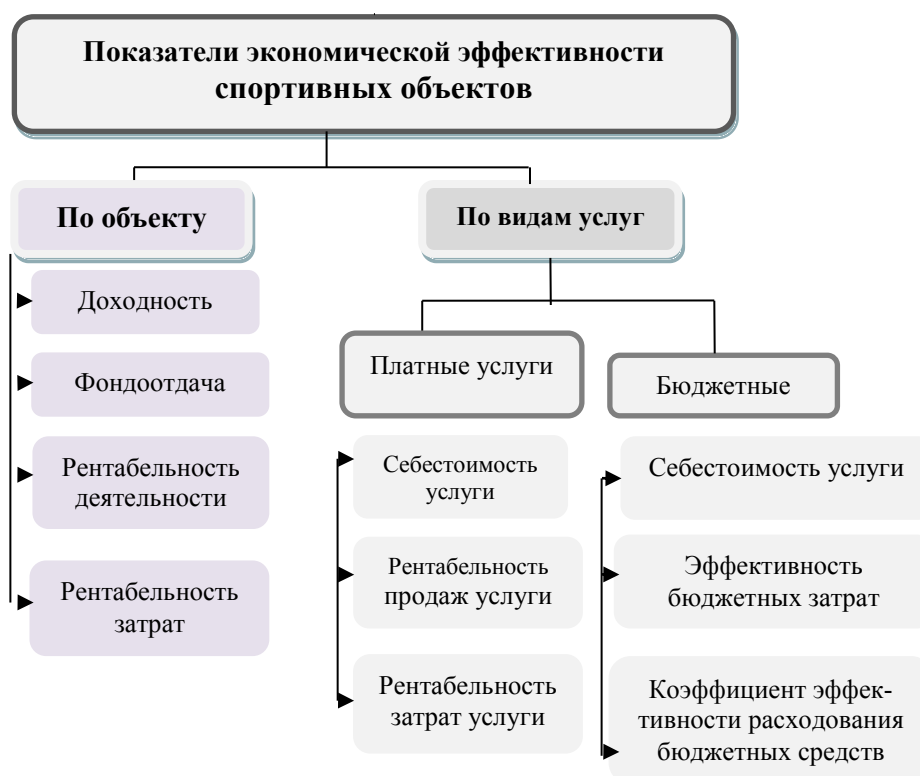 Показатели экономической эффективности
спортивных объектов
По объекту
Доходность
Фондоотдача
Рентабельность
деятельности
Рентабельность
затрат
По видам услуг
Платные услуги
Себестоимость
услуги
Рентабельность
продаж услуги
Рентабельность
затрат услуги
Бюджетные
Себестоимость услуги
Эффективность
бюджетных затрат
Коэффициент эффек-
тивности расходования
бюджетных средств